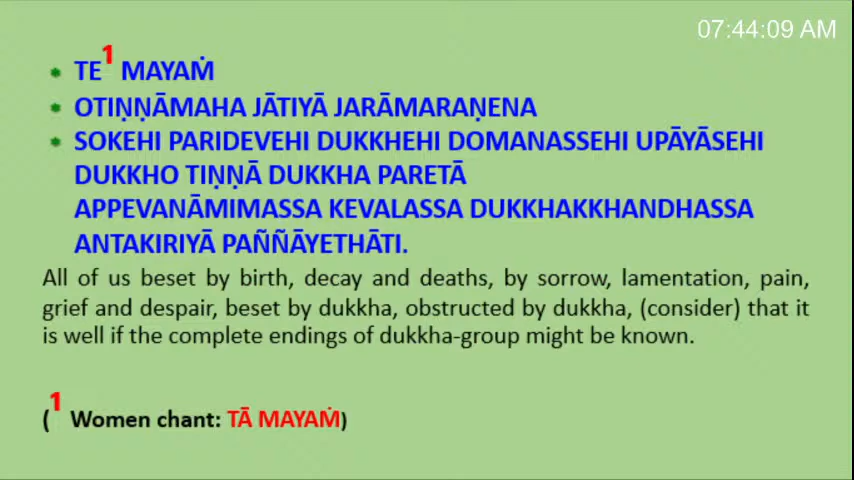 07:44:09 AM
TE1 MAYAṀ
OTIṆṆĀMAHA JĀTIYĀ JARĀMARAṆENA
SOKEHI PARIDEVEHI DUKKHEHI DOMANASSEHI UPĀYĀSEHI
DUKKHO TIṆṆĀ DUKKHA PARETĀ
APPEVANĀMIMASSA KEVALASSA DUKKHAKKHANDHASSA
ANTAKIRIYĀ PAÑÑĀYETHĀTI.
All of us beset by birth, decay and deaths, by sorrow, lamentation, pain,
grief and despair, beset by dukkha, obstructed by dukkha, (consider) that it
is well if the complete endings of dukkha-group might be known.
(1 Women chant: TĀ MAYAṀ)